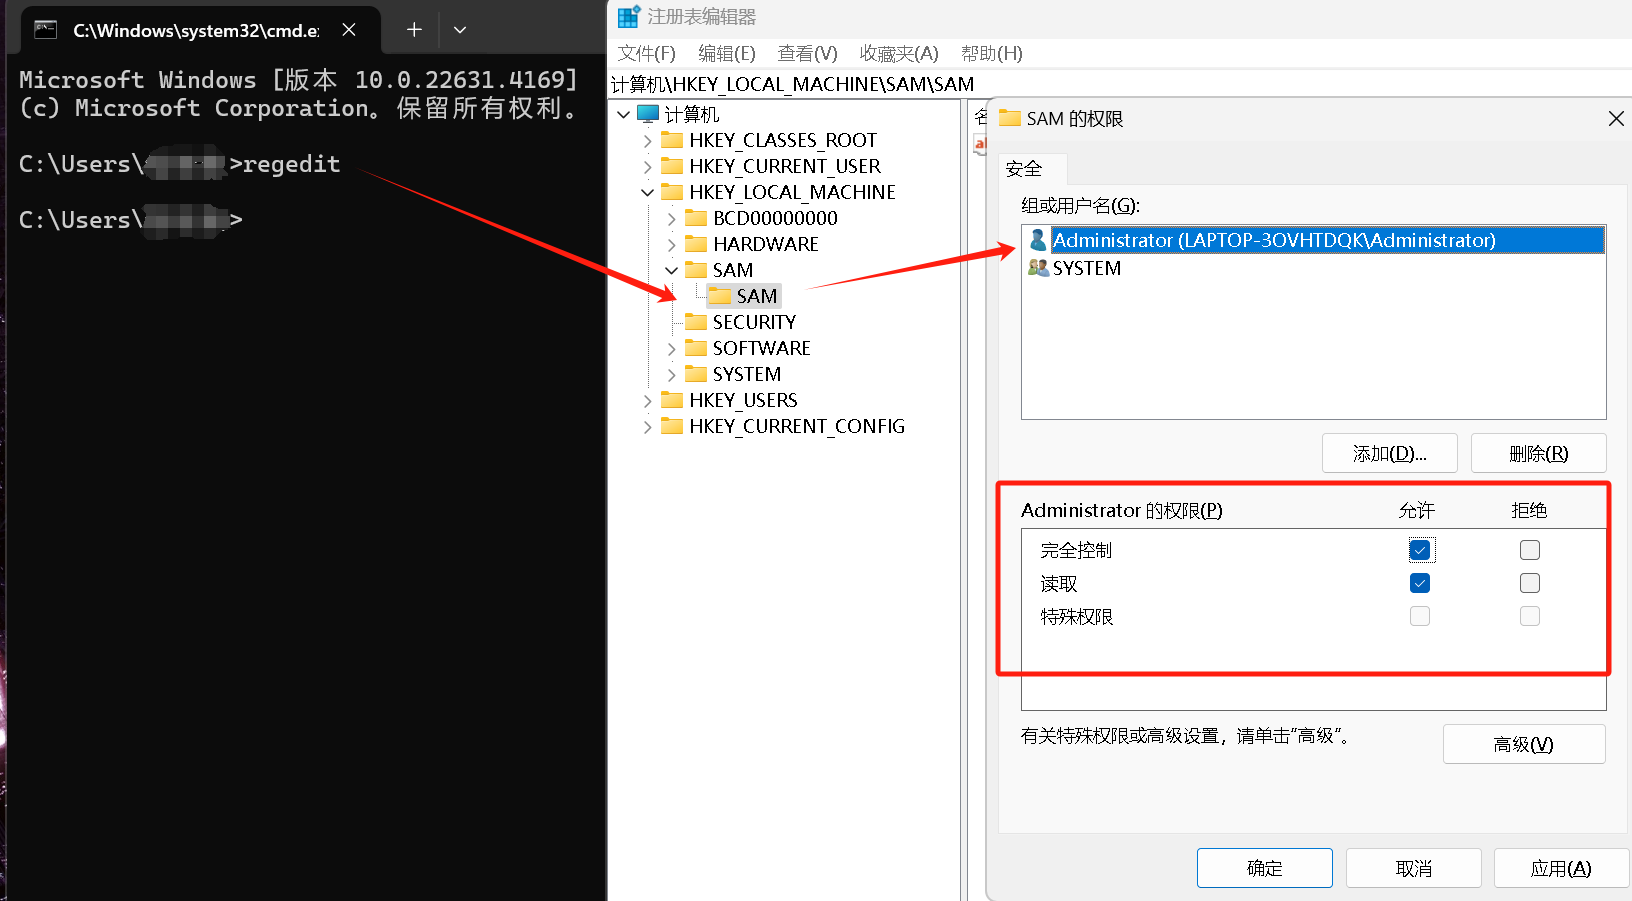 C:\Windows\system32\cmd.e:
Microsoft Windows [版本 10.0.22631.4169]
(c) Microsoft Corporation。保留所有权利。
C:\Users\ >regedit
C:\Users\ >
注册表编辑器
文件(F) 编辑(E) 查看(V) 收藏夹(A) 帮助(H)
计算机\HKEY_LOCAL_MACHINE\SAM\SAM
计算机
HKEY_CLASSES_ROOT
HKEY_CURRENT_USER
HKEY_LOCAL_MACHINE
BCD00000000
HARDWARE
SAM
SAM
SECURITY
SOFTWARE
SYSTEM
HKEY_USERS
HKEY_CURRENT_CONFIG
SAM 的权限
安全
组或用户名(G):
Administrator (LAPTOP-3OVHTDQK\Administrator)
SYSTEM
添加(D)... 删除(R)
Administrator 的权限(P) 允许 拒绝
完全控制
读取
特殊权限
有关特殊权限或高级设置，请单击"高级"。
高级(V)
确定 取消 应用(A)